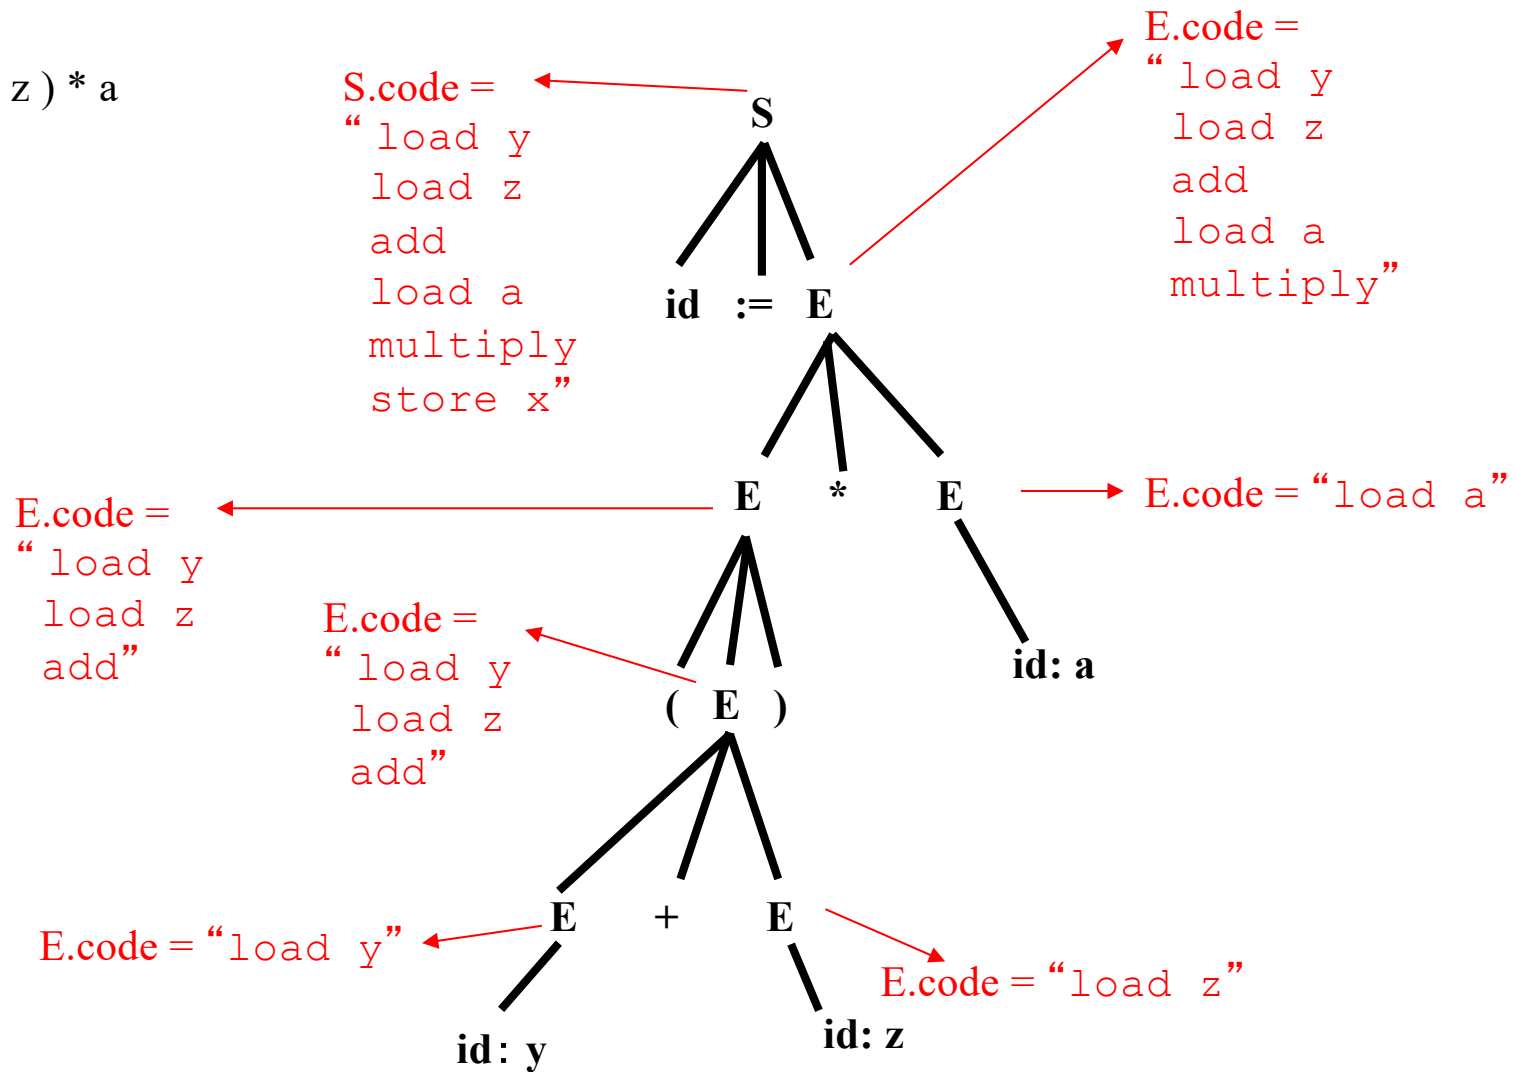 z ) * a
S.code =
“ load y
load z
add
load a
multiply
store x”
E.code =
“ load y
load z
add
load a
multiply”
S
id := E
E * E
E.code = “load a”
E.code =
“ load y
load z
add”
E.code =
“ load y
load z
add”
( E )
id: a
E + E
E.code = “load y”
E.code = “load z”
id: y
id: z